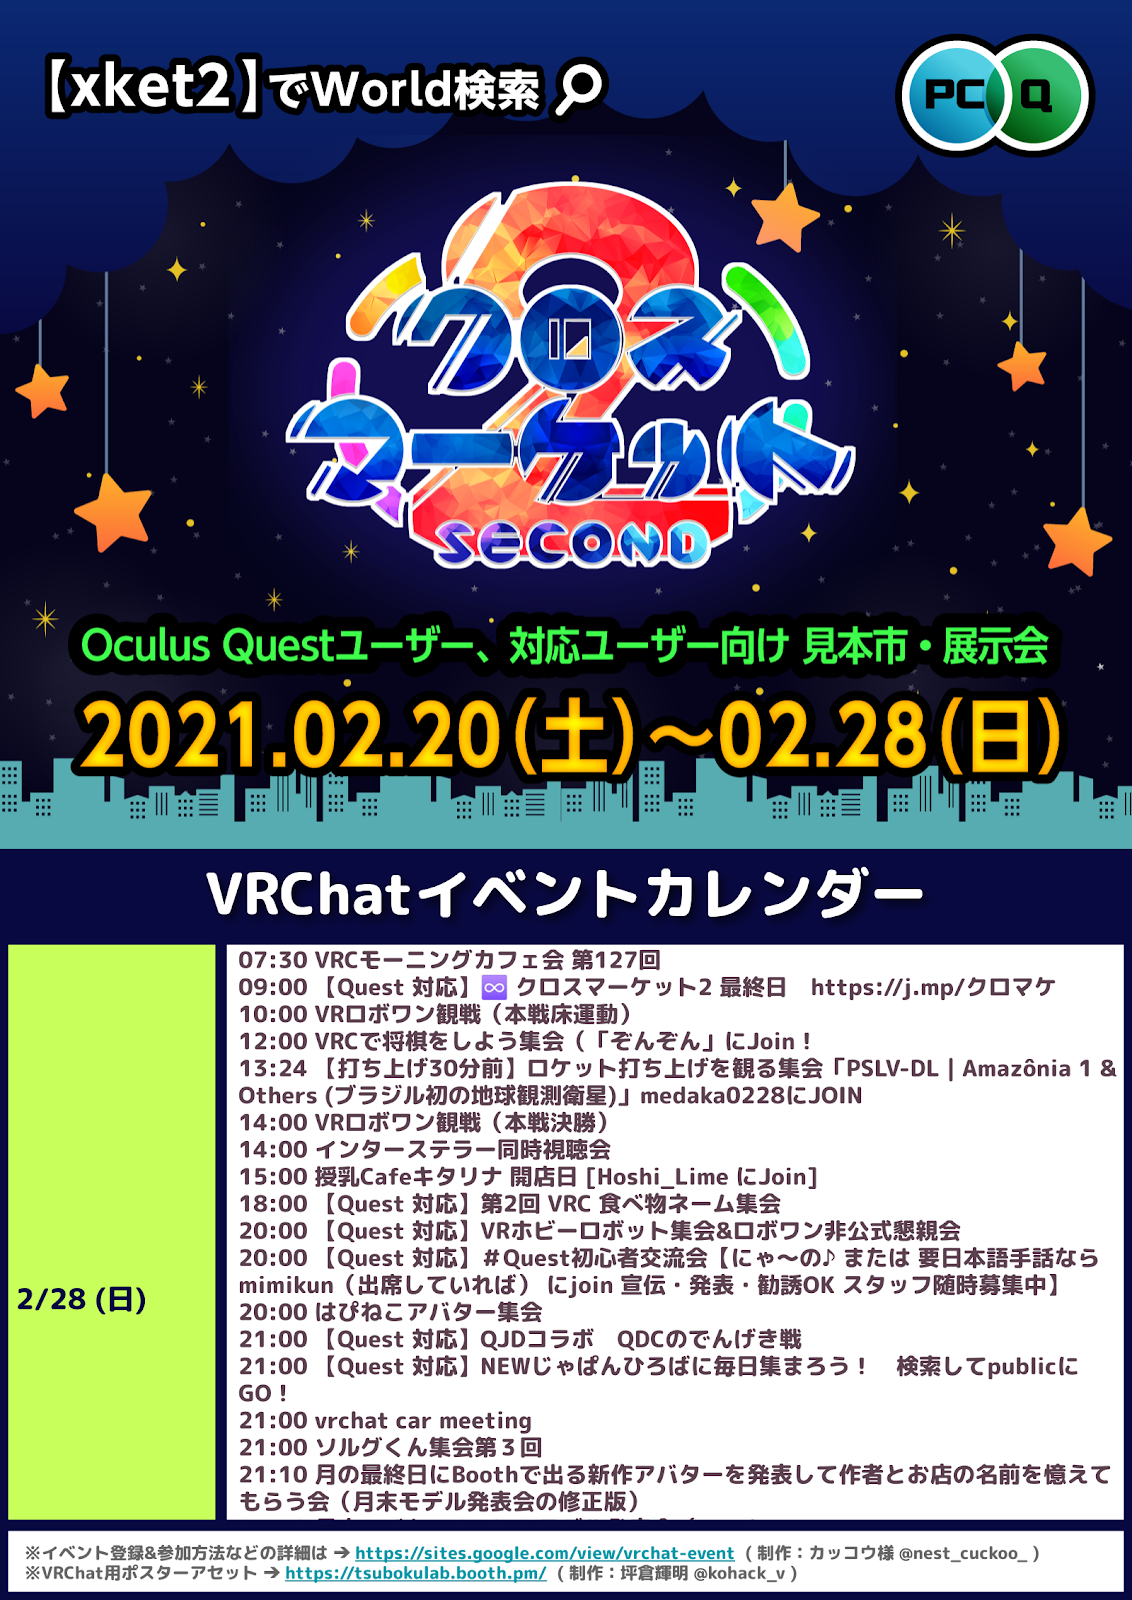 【xket2】でWorld検索
PC Q
2
クロス
マーケット
SECOND
Oculus Questユーザー、対応ユーザー向け 見本市・展示会
2021.02.20(土)〜02.28(日)
VRChatイベントカレンダー
2/28 (日)
07:30 VRCモーニングカフェ会 第127回
09:00 【Quest 対応】♾ クロスマーケット2 最終日　https://j.mp/クロマケ
10:00 VRロボワン観戦（本戦床運動）
12:00 VRCで将棋をしよう集会（「ぞんぞん」にJoin！
13:24 【打ち上げ30分前】ロケット打ち上げを観る集会「PSLV-DL | Amazônia 1 &
Others (ブラジル初の地球観測衛星)」medaka0228にJOIN
14:00 VRロボワン観戦（本戦決勝）
14:00 インターステラー同時視聴会
15:00 授乳Cafeキタリナ 開店日 [Hoshi_Lime にJoin]
18:00 【Quest 対応】第2回 VRC 食べ物ネーム集会
20:00 【Quest 対応】VRホビーロボット集会&ロボワン非公式懇親会
20:00 【Quest 対応】＃Quest初心者交流会【にゃ～の♪ または 要日本語手話なら
mimikun（出席していれば） にjoin 宣伝・発表・勧誘OK スタッフ随時募集中】
20:00 はぴねこアバター集会
21:00 【Quest 対応】QJDコラボ　QDCのでんげき戦
21:00 【Quest 対応】NEWじゃぱんひろばに毎日集まろう！　検索してpublicに
GO！
21:00 vrchat car meeting
21:00 ソルグくん集会第３回
21:10 月の最終日にBoothで出る新作アバターを発表して作者とお店の名前を憶えて
もらう会（月末モデル発表会の修正版）
※イベント登録&参加方法などの詳細は ➔ https://sites.google.com/view/vrchat-event （制作：カッコウ様 @nest_cuckoo_）
※VRChat用ポスターアセット ➔ https://tsubokulab.booth.pm/ （制作：坪倉輝明 @kohack_v）